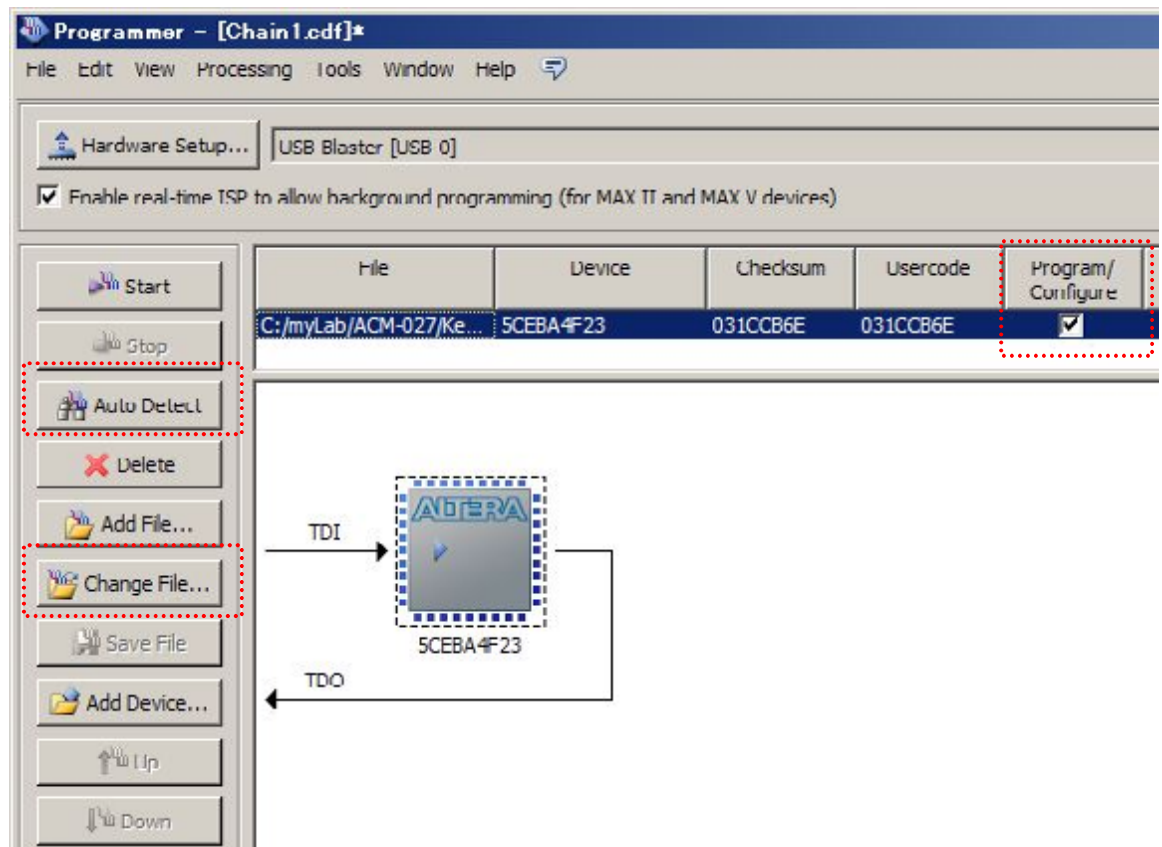 Programmer - [Chain1.cdf]*
File Edit View Processing Tools Window Help
Hardware Setup... USB Blaster [USB 0]
Enable real-time ISP to allow background programming (for MAX II and MAX V devices)
File Device Checksum Usercode Program/
Configure
C:/myLab/ACM-027/Ke... 5CEBA4F23 031CCB6E 031CCB6E
Start
Stop
Auto Detect
Delete
Add File...
Change File...
Save File
Add Device...
Up
Down
TDI
ALTERA
5CEBA4F23
TDO